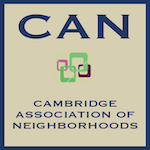 CAN
CAMBRIDGE
ASSOCIATION OF
NEIGHBORHOODS